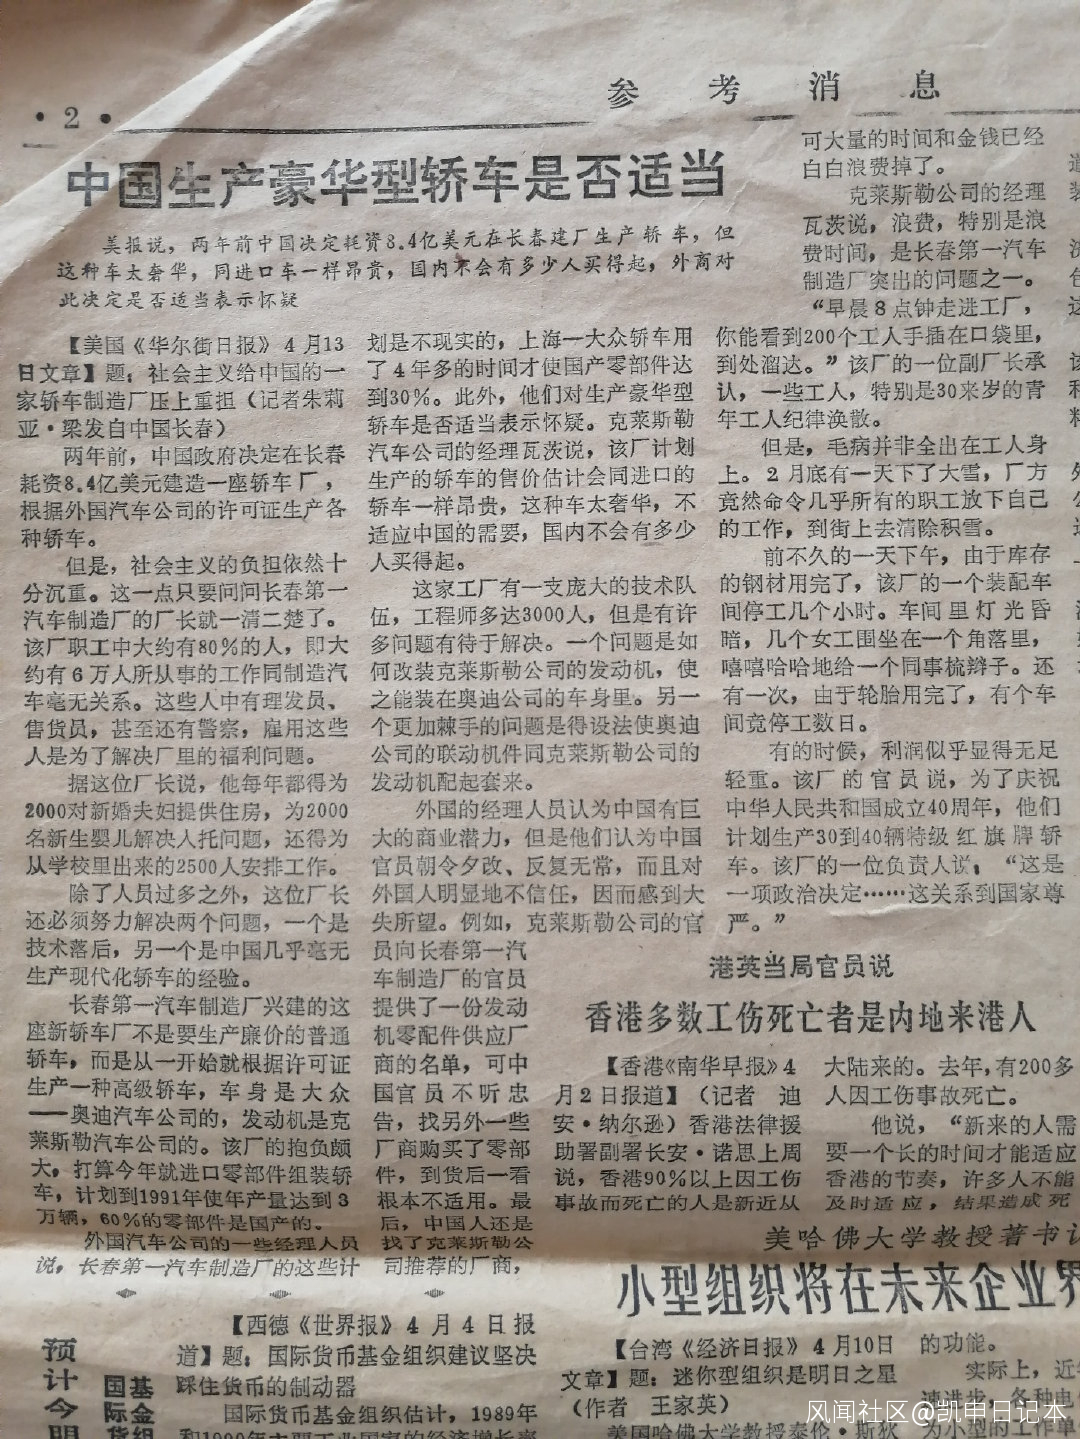 参考消息
·2·
中国生产豪华型轿车是否适当
美报说，两年前中国决定耗资8.4亿美元在长春建厂生产轿车，但
这种车太奢华，同进口车一样昂贵，国内不会有多少人买得起，外商对
此决定是否适当表示怀疑
【美国《华尔街日报》4月13
日文章】题：社会主义给中国的一
家轿车制造厂压上重担（记者朱莉
亚·梁发自中国长春）
两年前，中国政府决定在长春
耗资8.4亿美元建造一座轿车厂，
根据外国汽车公司的许可证生产各
种轿车。
但是，社会主义的负担依然十
分沉重。这一点只要问问长春第一
汽车制造厂的厂长就一清二楚了。
该厂职工中大约有80%的人，即大
约有6万人所从事的工作同制造汽
车毫无关系。这些人中有理发员、
售货员，甚至还有警察，雇用这些
人是为了解决厂里的福利问题。
据这位厂长说，他每年都得为
2000对新婚夫妇提供住房，为2000
名新生婴儿解决入托问题，还得为
从学校里出来的2500人安排工作。
除了人员过多之外，这位厂长
还必须努力解决两个问题，一个是
技术落后，另一个是中国几乎毫无
生产现代化轿车的经验。
长春第一汽车制造厂兴建的这
座新轿车厂不是要生产廉价的普通
轿车，而是从一开始就根据许可证
生产一种高级轿车，车身是大众
——奥迪汽车公司的，发动机是克
莱斯勒汽车公司的。该厂的抱负颇
大，打算今年就进口零部件组装轿
车，计划到1991年使年产量达到3
万辆，60%的零部件是国产的。
外国汽车公司的一些经理人员
说，长春第一汽车制造厂的这些计
划是不现实的，上海—大众轿车用
了4年多的时间才使国产零部件达
到30%。此外，他们对生产豪华型
轿车是否适当表示怀疑。克莱斯勒
汽车公司的经理瓦茨说，该厂计划
生产的轿车的售价估计会同进口的
轿车一样昂贵，这种车太奢华，不
适应中国的需要，国内不会有多少
人买得起。
这家工厂有一支庞大的技术队
伍，工程师多达3000人，但是有许
多问题有待于解决。一个问题是如
何改装克莱斯勒公司的发动机，使
之能装在奥迪公司的车身里。另一
个更加棘手的问题是得设法使奥迪
公司的联动机件同克莱斯勒公司的
发动机配起套来。
外国的经理人员认为中国有巨
大的商业潜力，但是他们认为中国
官员朝令夕改、反复无常，而且对
外国人明显地不信任，因而感到大
失所望。例如，克莱斯勒公司的官
员向长春第一汽
车制造厂的官员
提供了一份发动
机零配件供应厂
商的名单，可中
国官员不听忠
告，找另外一些
厂商购买了零部
件，到货后一看
根本不适用。最
后，中国人还是
找了克莱斯勒公
司推荐的厂商，
可大量的时间和金钱已经
白白浪费掉了。
克莱斯勒公司的经理
瓦茨说，浪费，特别是浪
费时间，是长春第一汽车
制造厂突出的问题之一。
“早晨8点钟走进工厂，
你能看到200个工人手插在口袋里，
到处溜达。”该厂的一位副厂长承
认，一些工人，特别是30来岁的青
年工人纪律涣散。
但是，毛病并非全出在工人身
上。2月底有一天下了大雪，厂方
竟然命令几乎所有的职工放下自己
的工作，到街上去清除积雪。
前不久的一天下午，由于库存
的钢材用完了，该厂的一个装配车
间停工几个小时。车间里灯光昏
暗，几个女工围坐在一个角落里，
嘻嘻哈哈地给一个同事梳辫子。还
有一次，由于轮胎用完了，有个车
间竟停工数日。
有的时候，利润似乎显得无足
轻重。该厂的官员说，为了庆祝
中华人民共和国成立40周年，他们
计划生产30到40辆特级红旗牌轿
车。该厂的一位负责人说，“这是
一项政治决定……这关系到国家尊
严。”
港英当局官员说
香港多数工伤死亡者是内地来港人
【香港《南华早报》4
月2日报道】（记者 迪
安·纳尔逊）香港法律援
助署副署长安·诺思上周
说，香港90%以上因工伤
事故而死亡的人是新近从
大陆来的。去年，有200多
人因工伤事故死亡。
他说，“新来的人需
要一个长的时间才能适应
香港的节奏，许多人不能
及时适应，结果造成死
美哈佛大学教授著书
小型组织将在未来企业界
【台湾《经济日报》4月10日
文章】题：迷你型组织是明日之星
（作者 王家英）
美国哈佛大学教授泰伦·斯狄
的功能。
实际上，近
速进步，各种电
为小型的工作单
预计今明
国际货
基金组
【西德《世界报》4月4日报
道】题：国际货币基金组织建议坚决
踩住货币的制动器
国际货币基金组织估计，1989年
和1990年主要工业国家的经济增长率
风闻社区@凯申日记本